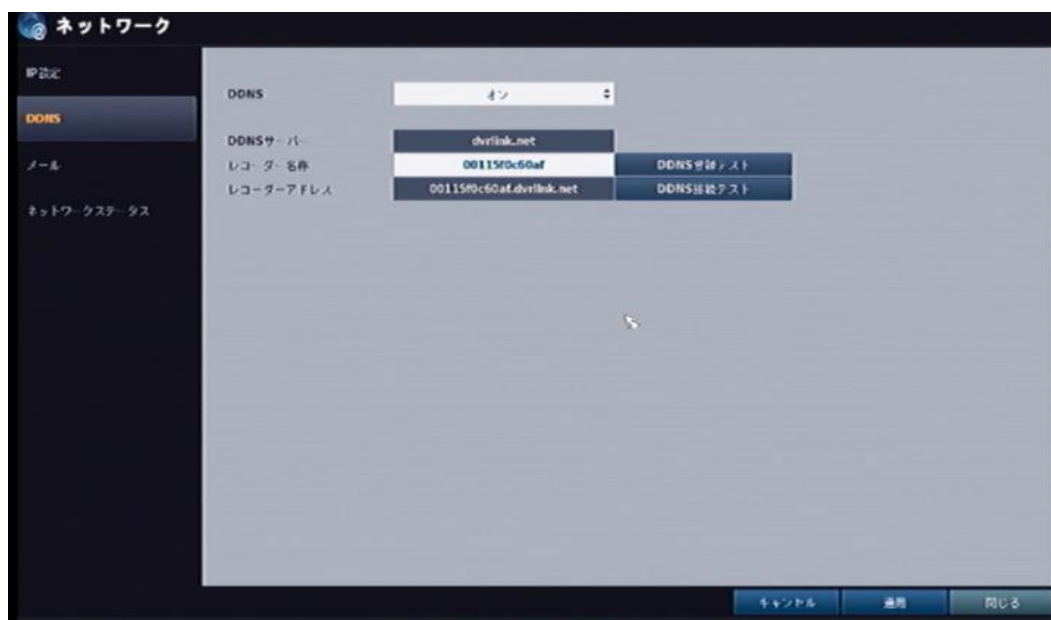 ネットワーク
IP設定
DDNS
メール
ネットワークステータス
DDNS オン
DDNSサーバー dvrlink.net
レコーダー名称 00115f0c60af DDNS登録テスト
レコーダーアドレス 00115f0c60af.dvrlink.net DDNS接続テスト
キャンセル 適用 閉じる